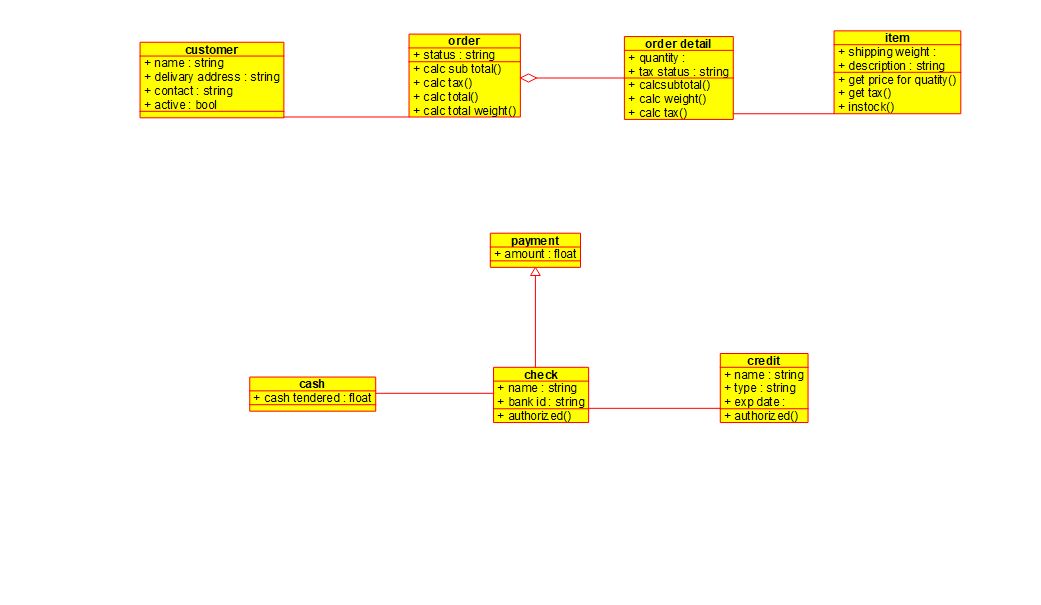 customer
+ name : string
+ delivary address : string
+ contact : string
+ active : bool
order
+ status : string
+ calc sub total()
+ calc tax()
+ calc total()
+ calc total weight()
order detail
+ quantity :
+ tax status : string
+ calcsubtotal()
+ calc weight()
+ calc tax()
item
+ shipping weight :
+ description : string
+ get price for quatity()
+ get tax()
+ instock()
payment
+ amount : float
cash
+ cash tendered : float
check
+ name : string
+ bank id : string
+ authorized()
credit
+ name : string
+ type : string
+ exp date :
+ authorized()